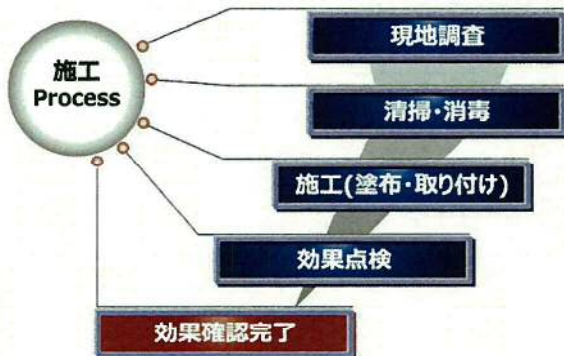 施工
Process
現地調査
清掃・消毒
施工(塗布・取り付け)
効果点検
効果確認完了